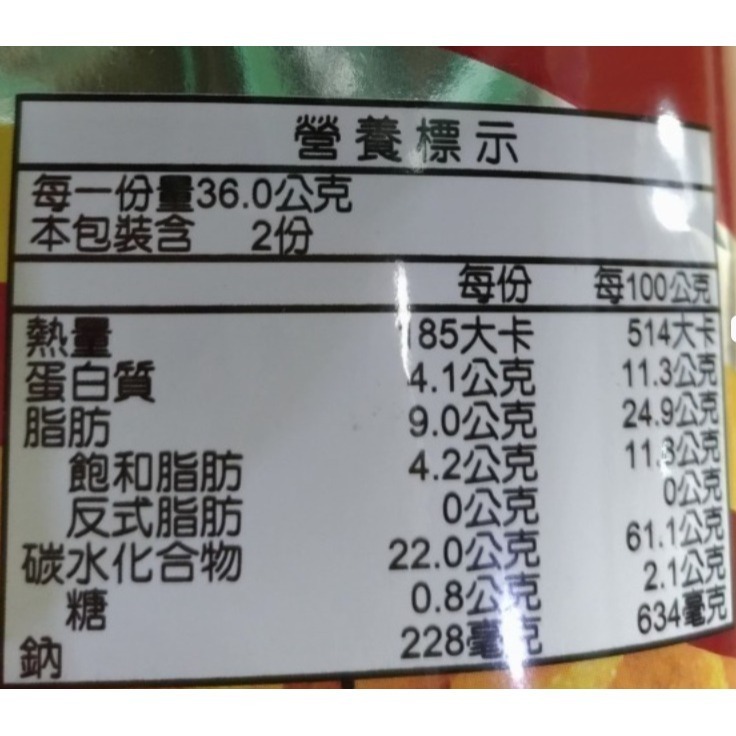 營養標示
每一份量36.0公克
本包裝含 2份
每份 每100公克
熱量 185大卡 514大卡
蛋白質 4.1公克 11.3公克
脂肪 9.0公克 24.9公克
飽和脂肪 4.2公克 11.8公克
反式脂肪 0公克 0公克
碳水化合物 22.0公克 61.1公克
糖 0.8公克 2.1公克
鈉 228毫克 634毫克